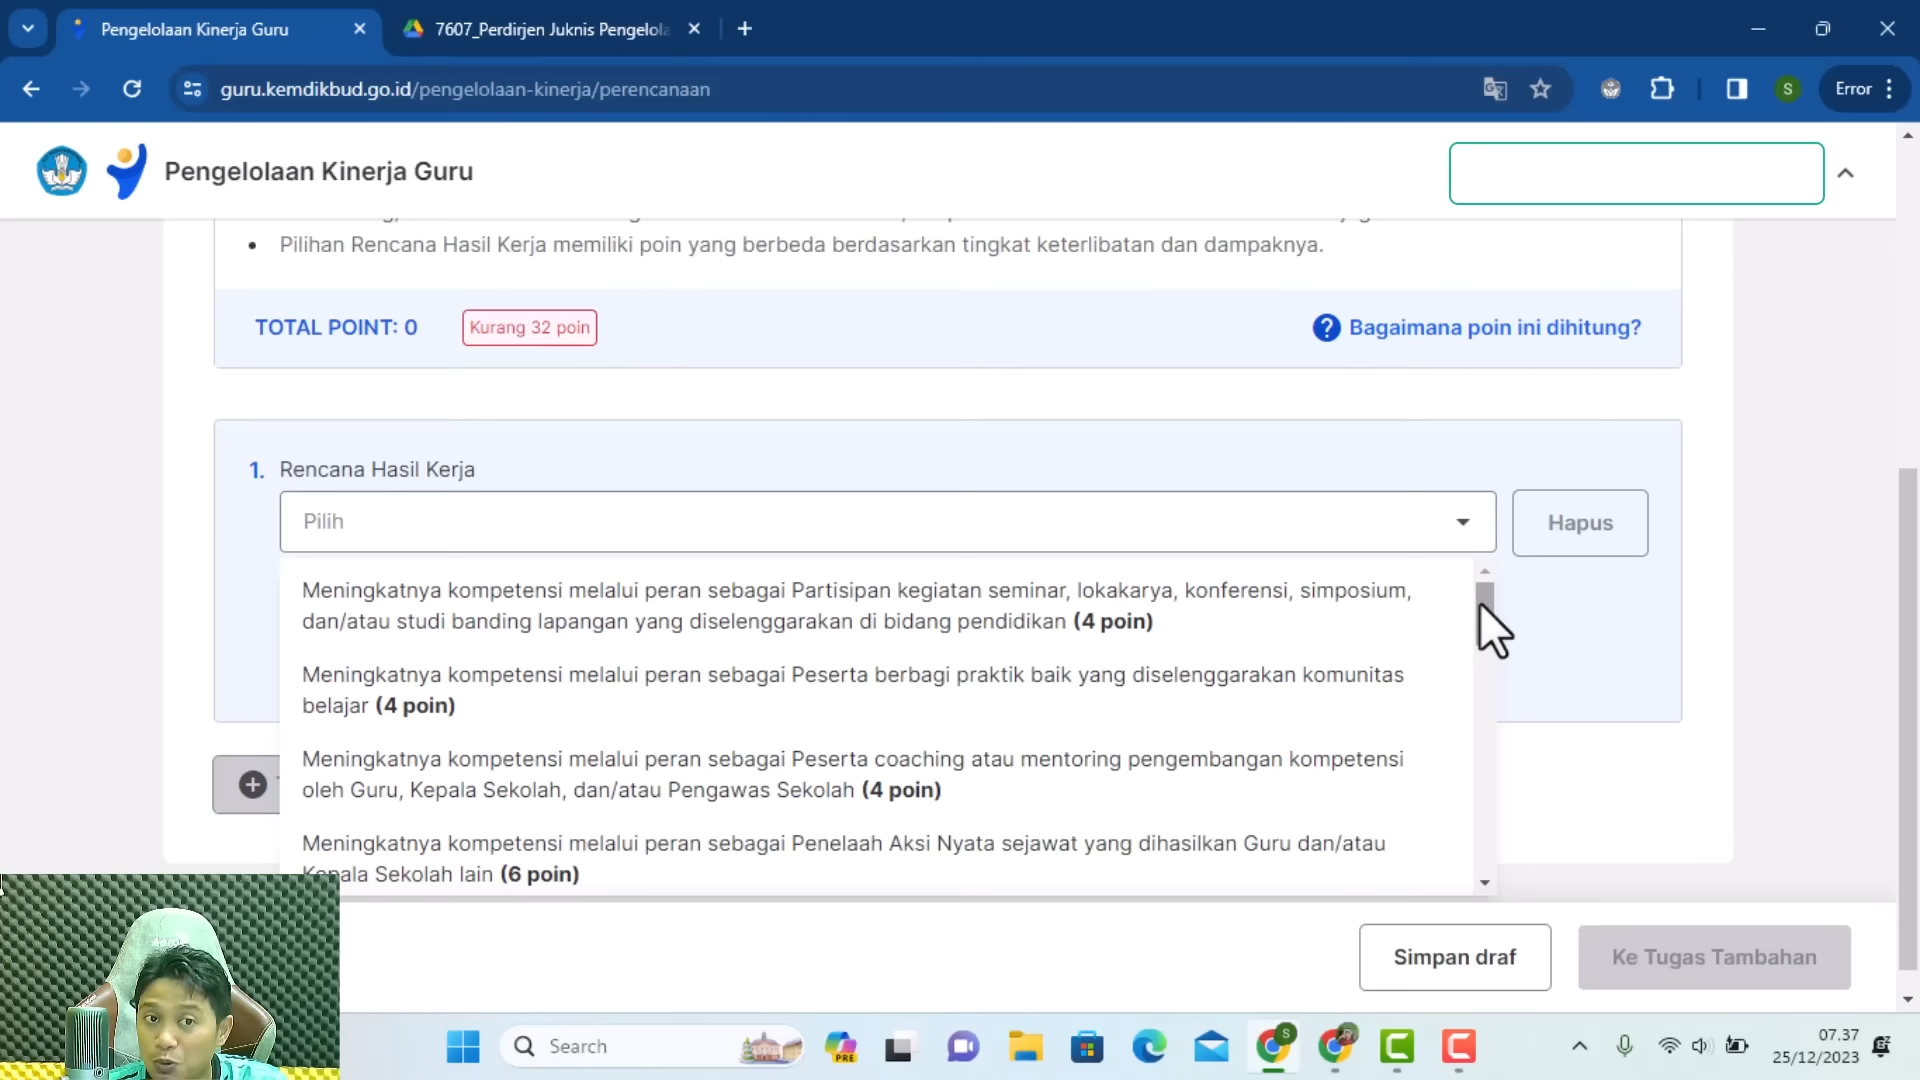 Pengelolaan Kinerja Guru
7607_Perdirjen Juknis Pengelola
guru.kemdikbud.go.id/pengelolaan-kinerja/perencanaan
S
Error
Pengelolaan Kinerja Guru
• Pilihan Rencana Hasil Kerja memiliki poin yang berbeda berdasarkan tingkat keterlibatan dan dampaknya.
TOTAL POINT: 0
Kurang 32 poin
? Bagaimana poin ini dihitung?
1. Rencana Hasil Kerja
Pilih
Hapus
Meningkatnya kompetensi melalui peran sebagai Partisipan kegiatan seminar, lokakarya, konferensi, simposium,
dan/atau studi banding lapangan yang diselenggarakan di bidang pendidikan (4 poin)
Meningkatnya kompetensi melalui peran sebagai Peserta berbagi praktik baik yang diselenggarakan komunitas
belajar (4 poin)
Meningkatnya kompetensi melalui peran sebagai Peserta coaching atau mentoring pengembangan kompetensi
oleh Guru, Kepala Sekolah, dan/atau Pengawas Sekolah (4 poin)
Meningkatnya kompetensi melalui peran sebagai Penelaah Aksi Nyata sejawat yang dihasilkan Guru dan/atau
Kepala Sekolah lain (6 poin)
Simpan draf
Ke Tugas Tambahan
Search
PRE
S
07.37
25/12/2023